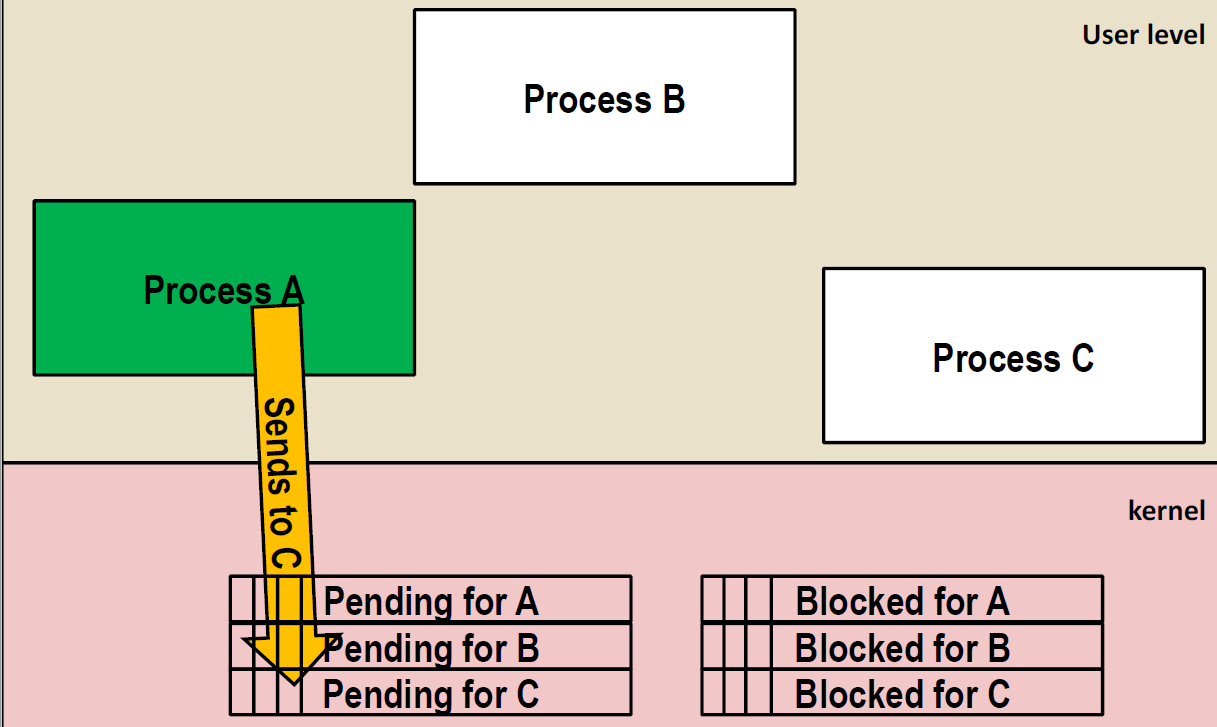 User level
Process B
Process A
Process C
Sends to C
kernel
Pending for A
Blocked for A
Pending for B
Blocked for B
Pending for C
Blocked for C